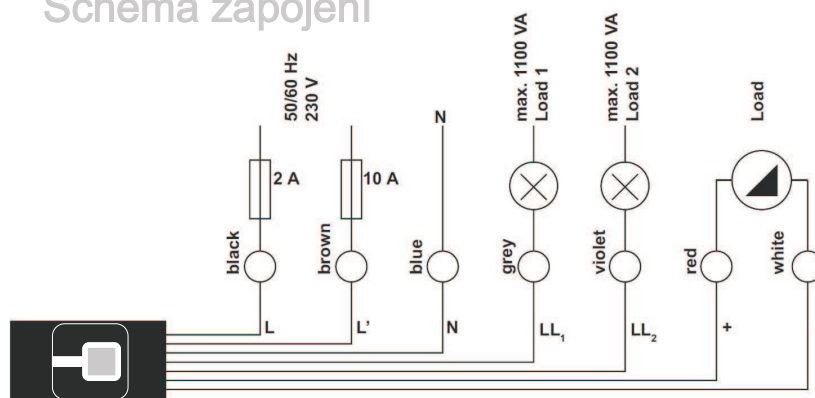 Schéma zapojení
50/60 Hz
230 V
N
max. 1100 VA
Load 1
max. 1100 VA
Load 2
Load
2 A
10 A
black
brown
blue
grey
violet
red
white
L
L'
N
LL₁
LL₂
+